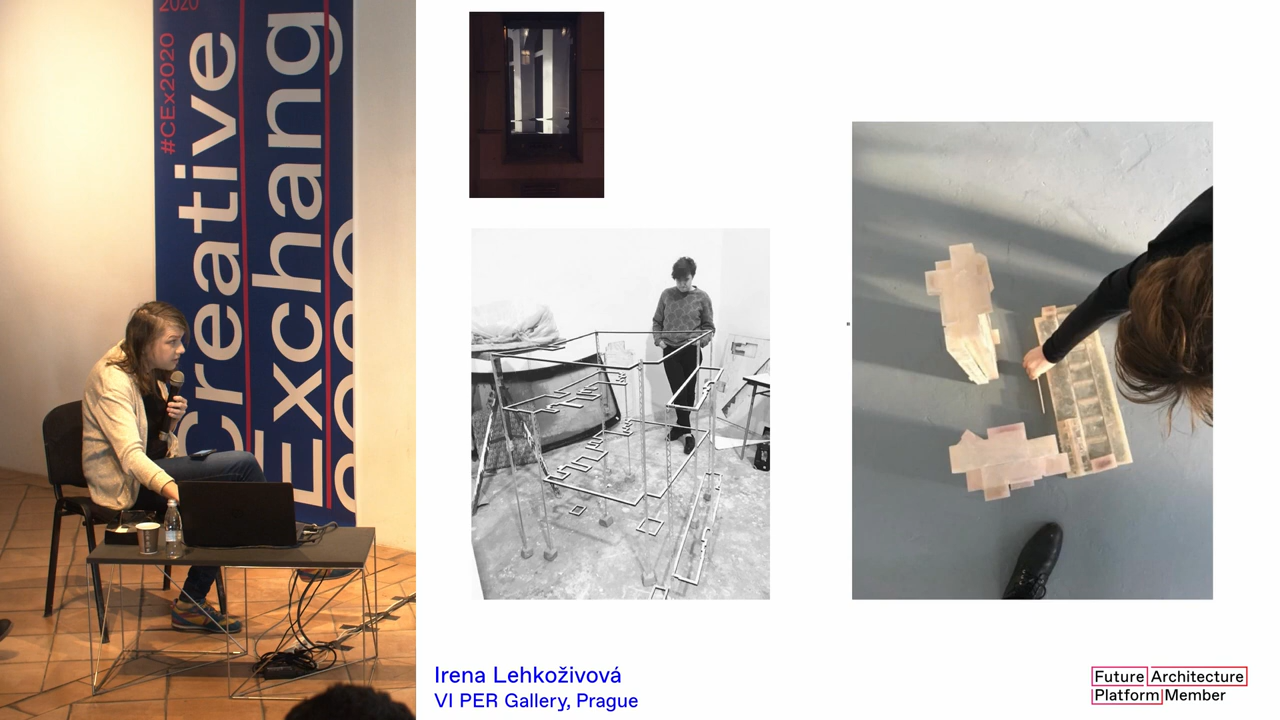 2020
#CEx2020
Creative
Exchang
Irena Lehkoživová
VI PER Gallery, Prague
Future Architecture
Platform Member